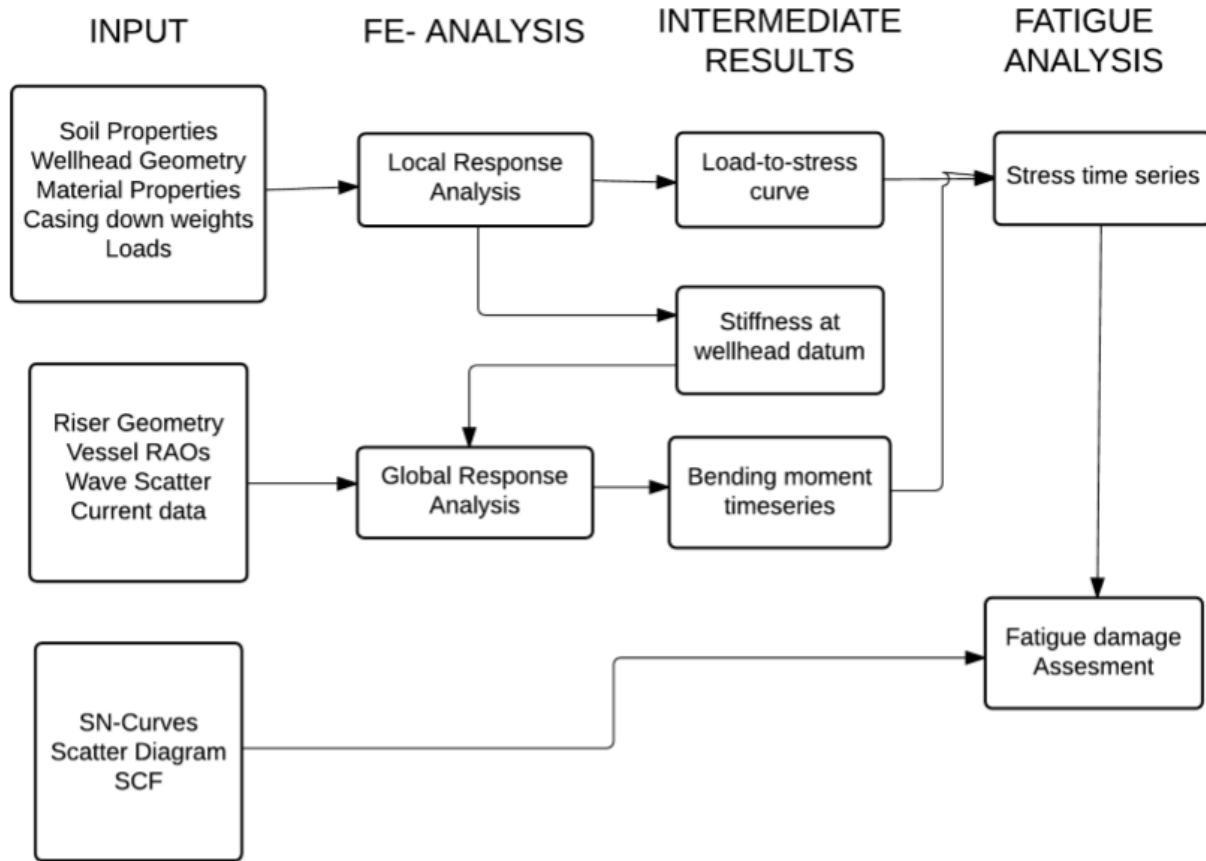 INPUT
FE- ANALYSIS
INTERMEDIATE
RESULTS
FATIGUE
ANALYSIS
Soil Properties
Wellhead Geometry
Material Properties
Casing down weights
Loads
Local Response
Analysis
Load-to-stress
curve
Stress time series
Stiffness at
wellhead datum
Riser Geometry
Vessel RAOs
Wave Scatter
Current data
Global Response
Analysis
Bending moment
timeseries
Fatigue damage
Assesment
SN-Curves
Scatter Diagram
SCF